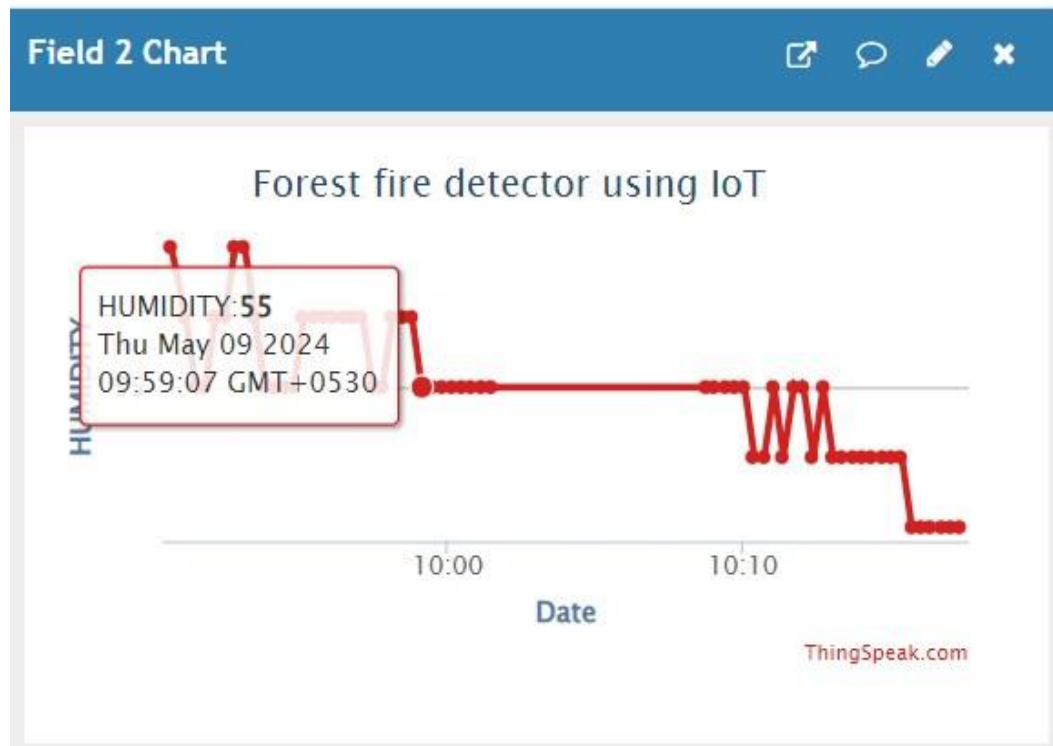 Field 2 Chart
Forest fire detector using IoT
HUMIDITY:55
Thu May 09 2024
09:59:07 GMT+0530
HUMIDITY
10:00
10:10
Date
ThingSpeak.com